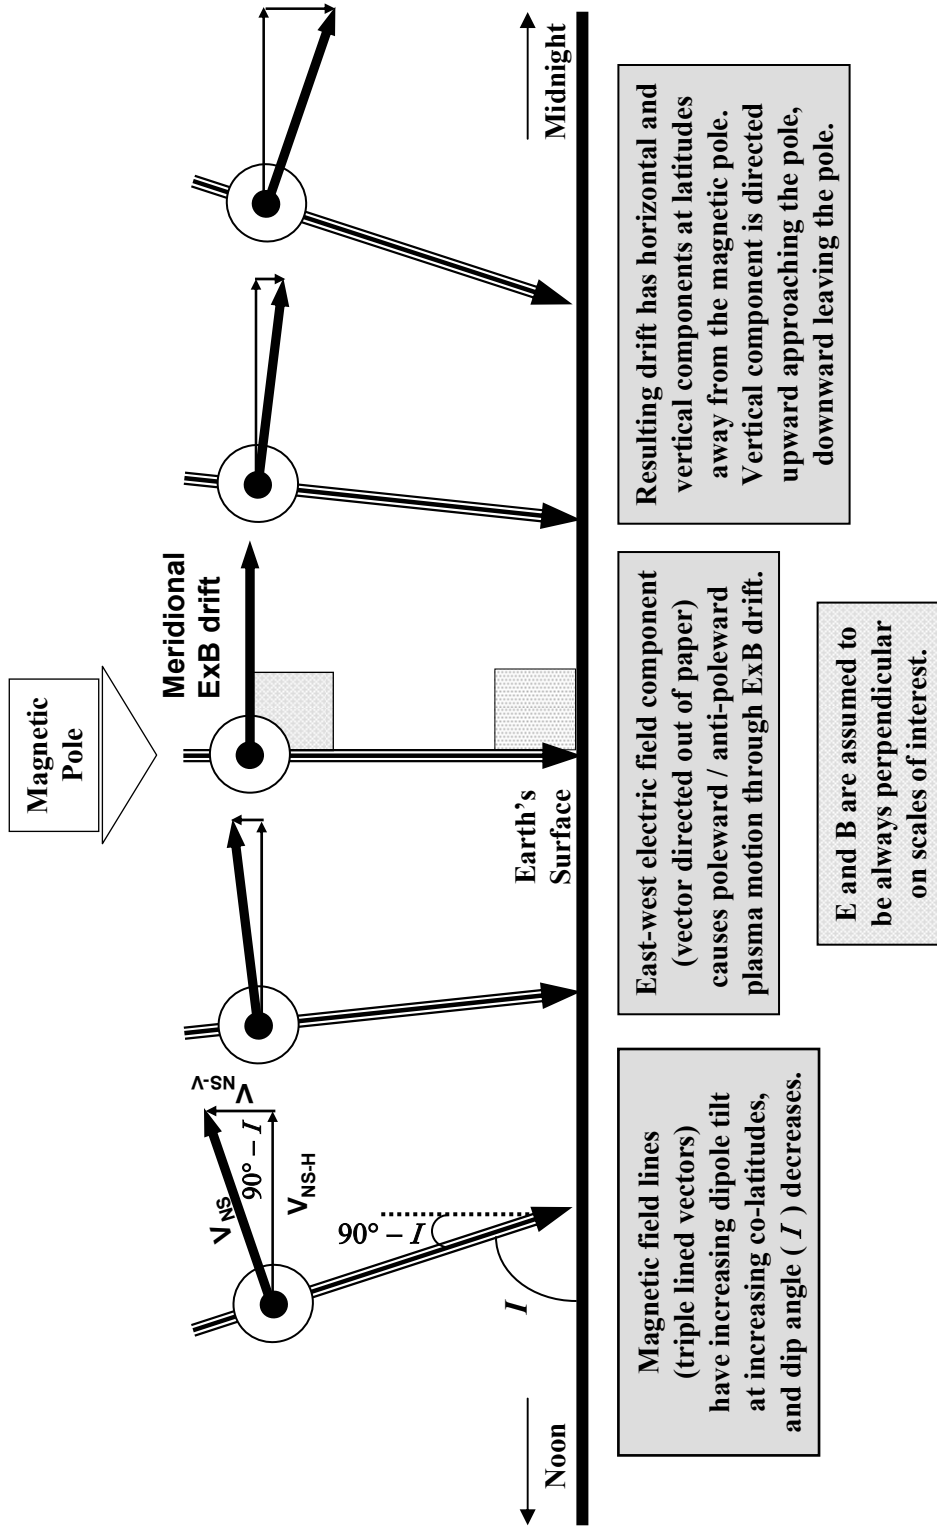 Magnetic
Pole
Meridional
ExB drift
V NS
90° – I
V NS-V
V NS-H
90° – I
I
Earth's
Surface
Noon
Midnight
Magnetic field lines
(triple lined vectors)
have increasing dipole tilt
at increasing co-latitudes,
and dip angle ( I ) decreases.
East-west electric field component
(vector directed out of paper)
causes poleward / anti-poleward
plasma motion through ExB drift.
Resulting drift has horizontal and
vertical components at latitudes
away from the magnetic pole.
Vertical component is directed
upward approaching the pole,
downward leaving the pole.
E and B are assumed to
be always perpendicular
on scales of interest.